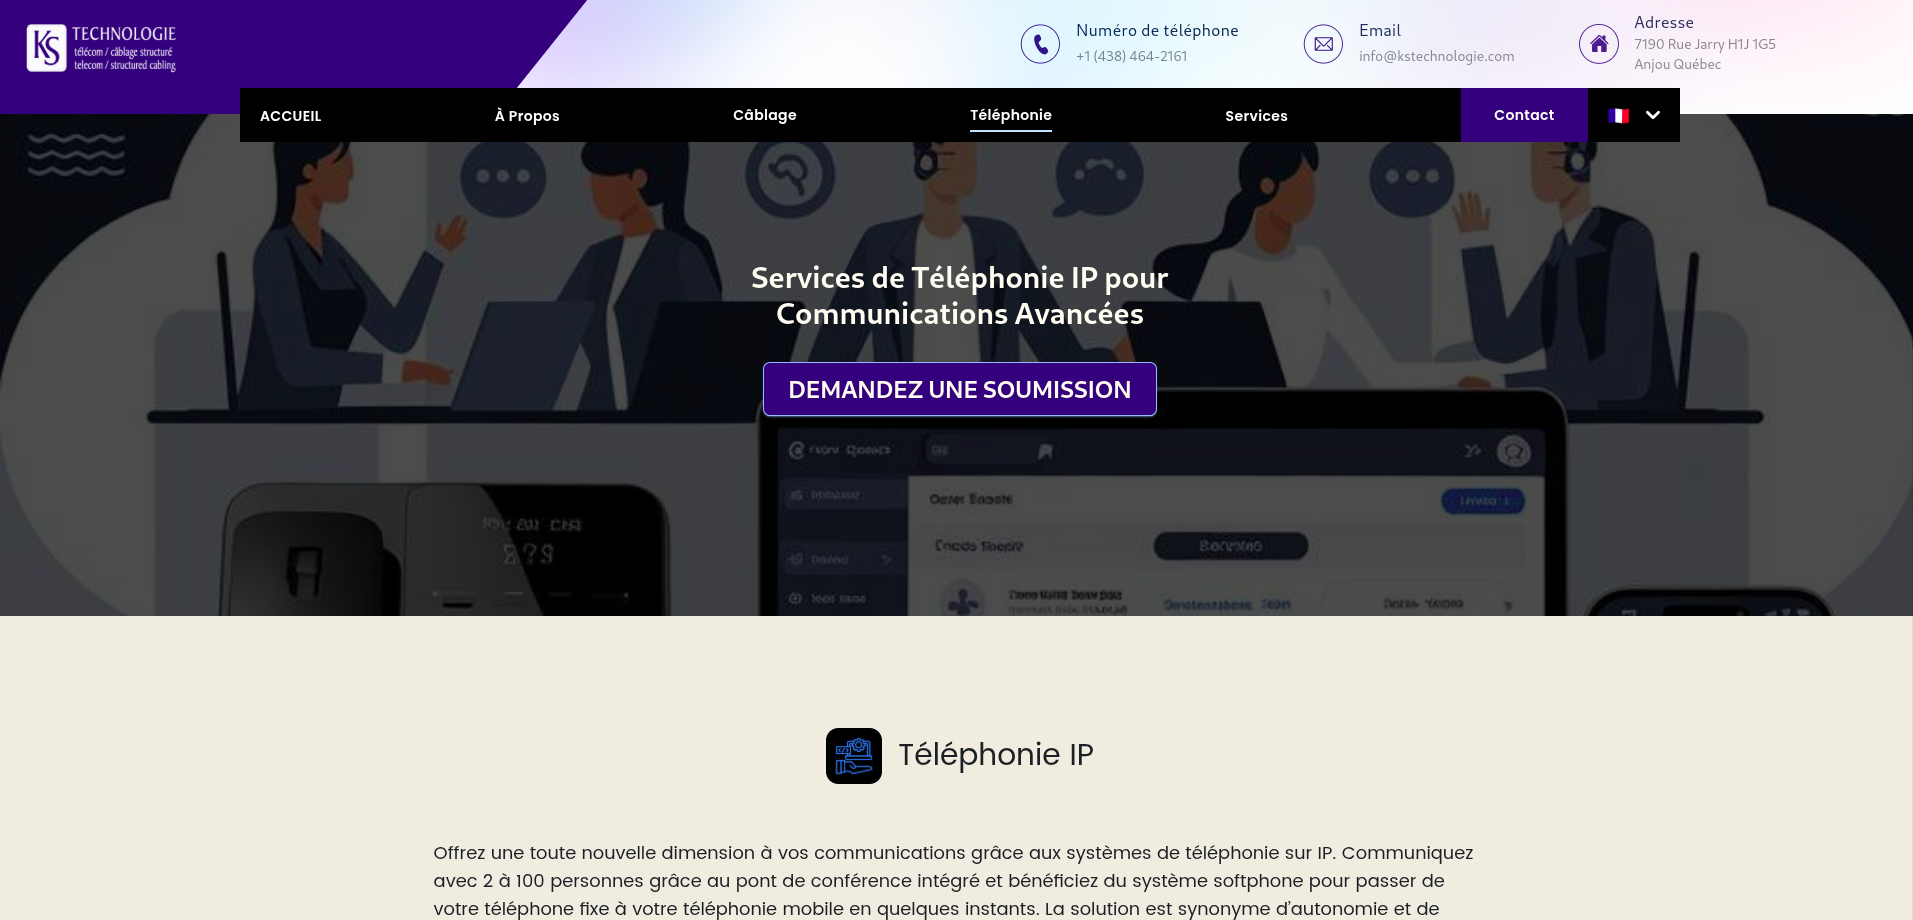 KS TECHNOLOGIE
télécom / câblage structuré
telecom / structured cabling
Numéro de téléphone
+1 (438) 464-2161
Email
info@kstechnologie.com
Adresse
7190 Rue Jarry H1J 1G5
Anjou Québec
ACCUEIL
À Propos
Câblage
Téléphonie
Services
Contact
Services de Téléphonie IP pour
Communications Avancées
DEMANDEZ UNE SOUMISSION
Téléphonie IP
Offrez une toute nouvelle dimension à vos communications grâce aux systèmes de téléphonie sur IP. Communiquez
avec 2 à 100 personnes grâce au pont de conférence intégré et bénéficiez du système softphone pour passer de
votre téléphone fixe à votre téléphonie mobile en quelques instants. La solution est synonyme d'autonomie et de